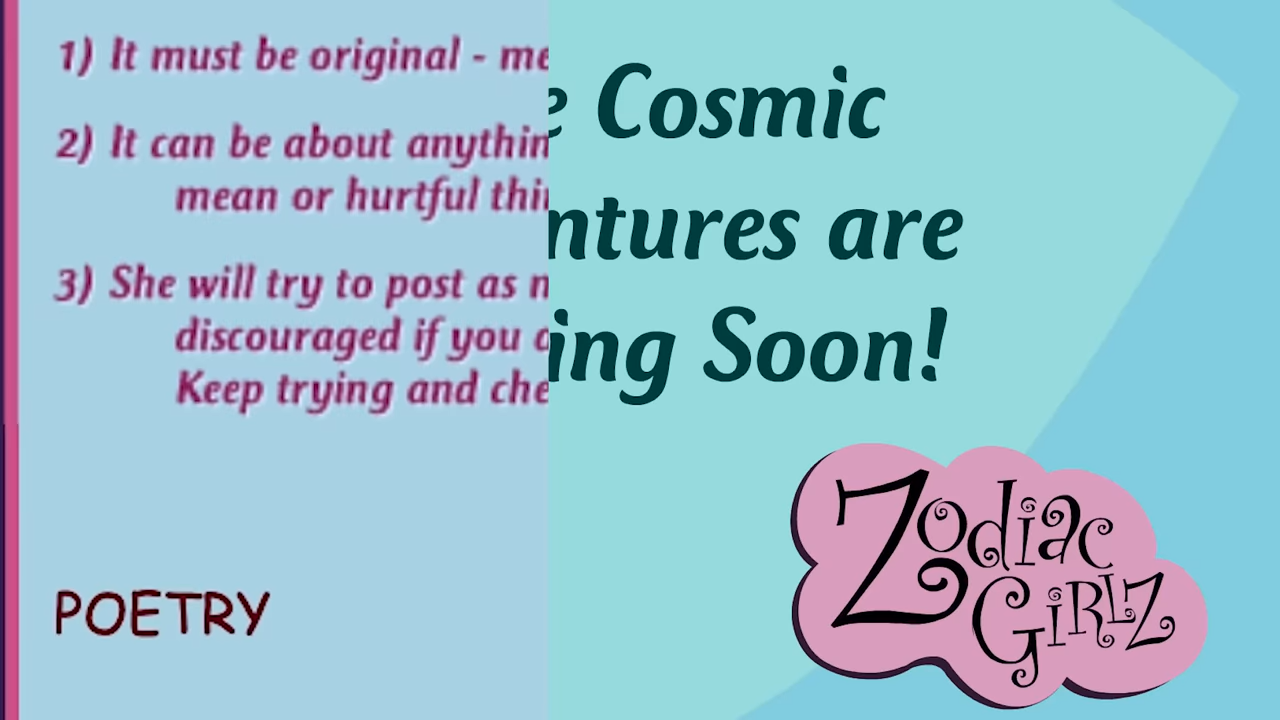 1) It must be original - me
2) It can be about anythin
mean or hurtful thin
3) She will try to post as n
discouraged if you
Keep trying and che
POETRY
e Cosmic
ntures are
ing Soon!
Zodiac
GiRLZ